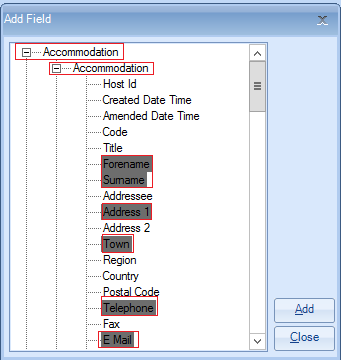 Add Field
Accommodation
Accommodation
Host Id
Created Date Time
Amended Date Time
Code
Title
Forename
Surname
Addressee
Address 1
Address 2
Town
Region
Country
Postal Code
Telephone
Fax
E Mail
Add
Close